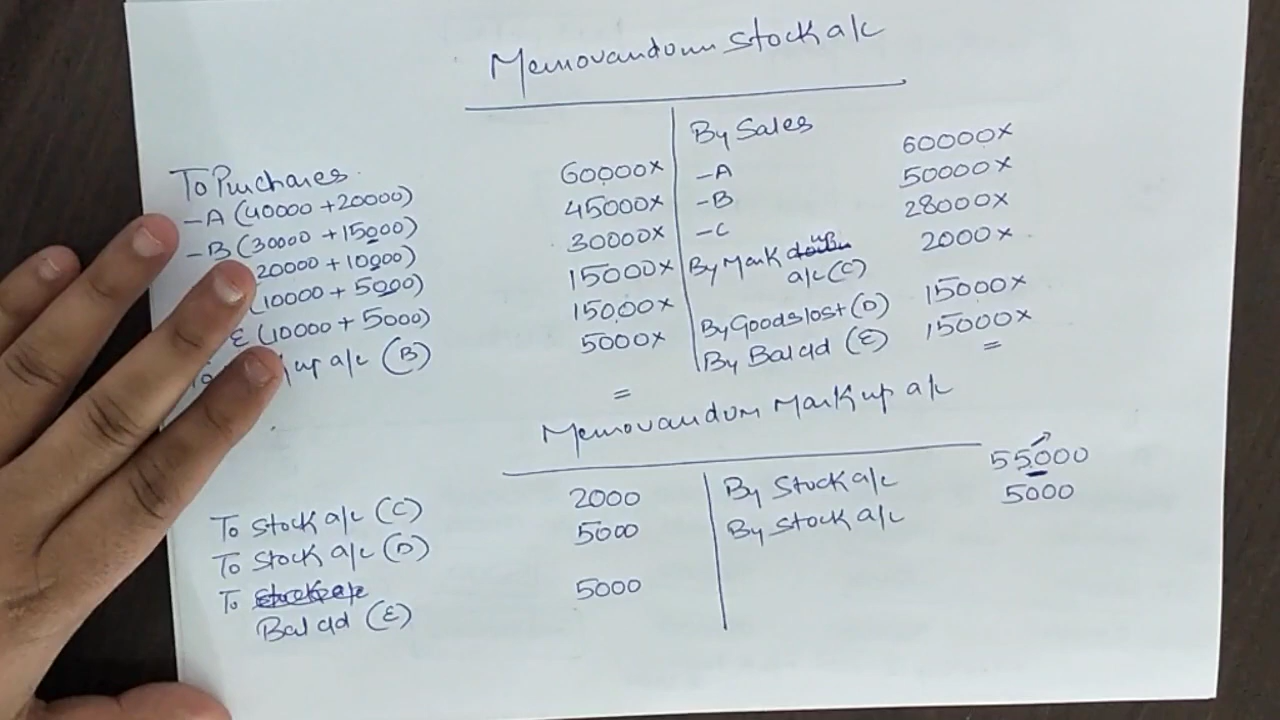 Memorandum Stock a/c
To Purchases
-A (40000 + 20000) 60000x
-B (30000 + 15000) 45000x
20000 + 10000) 30000x
(10000 + 5000) 15000x
E (10000 + 5000) 15000x
up a/c (B) 5000x
=
By Sales
-A 60000x
-B 50000x
-C 28000x
By Mark up a/c (C) 2000x
By Goods lost (D) 15000x
By Bal c/d (E) 15000x
=
Memorandum Mark up a/c
To Stock a/c (C) 2000
To Stock a/c (D) 5000
To
Bal c/d (E) 5000
By Stock a/c 55000
By Stock a/c 5000